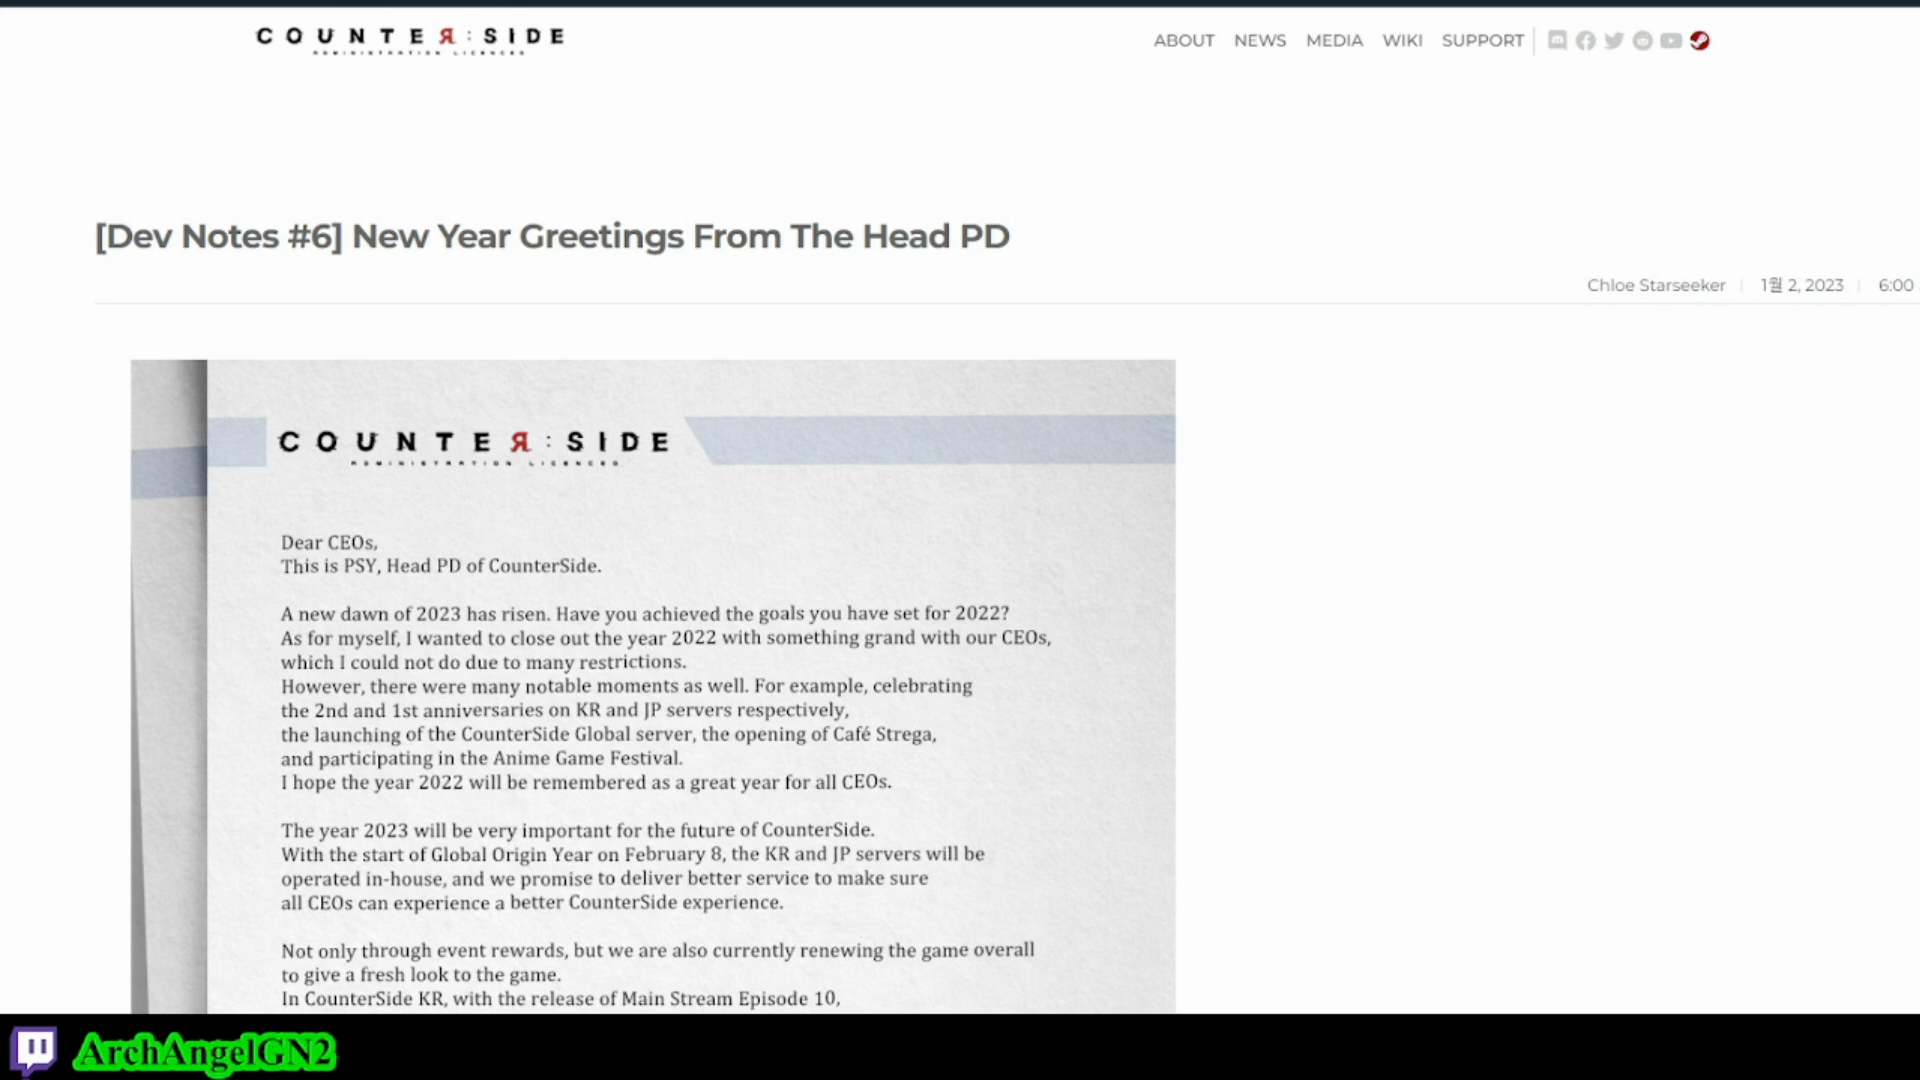 COUNTEЯ:SIDE
ADMINISTRATION LICENCES
ABOUT NEWS MEDIA WIKI SUPPORT
[Dev Notes #6] New Year Greetings From The Head PD
Chloe Starseeker | 1월 2, 2023 | 6:00
COUNTEЯ:SIDE
ADMINISTRATION LICENCES
Dear CEOs,
This is PSY, Head PD of CounterSide.
A new dawn of 2023 has risen. Have you achieved the goals you have set for 2022?
As for myself, I wanted to close out the year 2022 with something grand with our CEOs,
which I could not do due to many restrictions.
However, there were many notable moments as well. For example, celebrating
the 2nd and 1st anniversaries on KR and JP servers respectively,
the launching of the CounterSide Global server, the opening of Café Strega,
and participating in the Anime Game Festival.
I hope the year 2022 will be remembered as a great year for all CEOs.
The year 2023 will be very important for the future of CounterSide.
With the start of Global Origin Year on February 8, the KR and JP servers will be
operated in-house, and we promise to deliver better service to make sure
all CEOs can experience a better CounterSide experience.
Not only through event rewards, but we are also currently renewing the game overall
to give a fresh look to the game.
In CounterSide KR, with the release of Main Stream Episode 10,
ArchAngelGN2